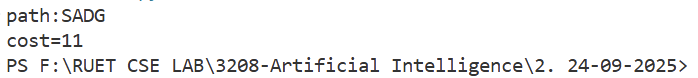 path:SADG
cost=11
PS F:\RUET CSE LAB\3208-Artificial Intelligence\2. 24-09-2025>